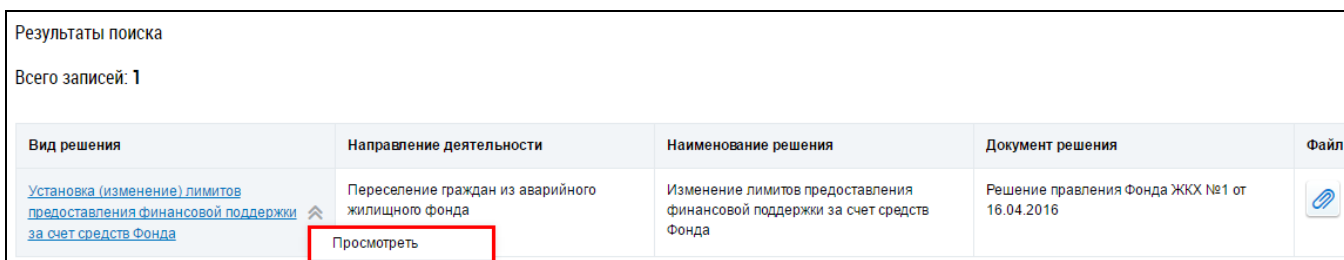 Результаты поиска
Всего записей: 1
Вид решения Направление деятельности Наименование решения Документ решения Файл
Установка (изменение) лимитов
предоставления финансовой поддержки
за счет средств Фонда
Переселение граждан из аварийного
жилищного фонда
Изменение лимитов предоставления
финансовой поддержки за счет средств
Фонда
Решение правления Фонда ЖКХ №1 от
16.04.2016
Просмотреть